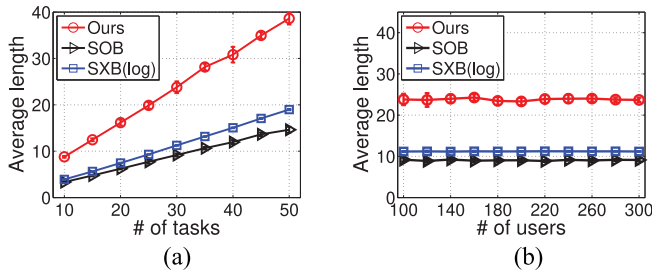 40
30
20
10
0
Average length
Ours
SOB
SXB(log)
10 20 30 40 50
# of tasks
(a)
40
30
20
10
0
Average length
Ours
SOB
SXB(log)
100 140 180 220 260 300
# of users
(b)